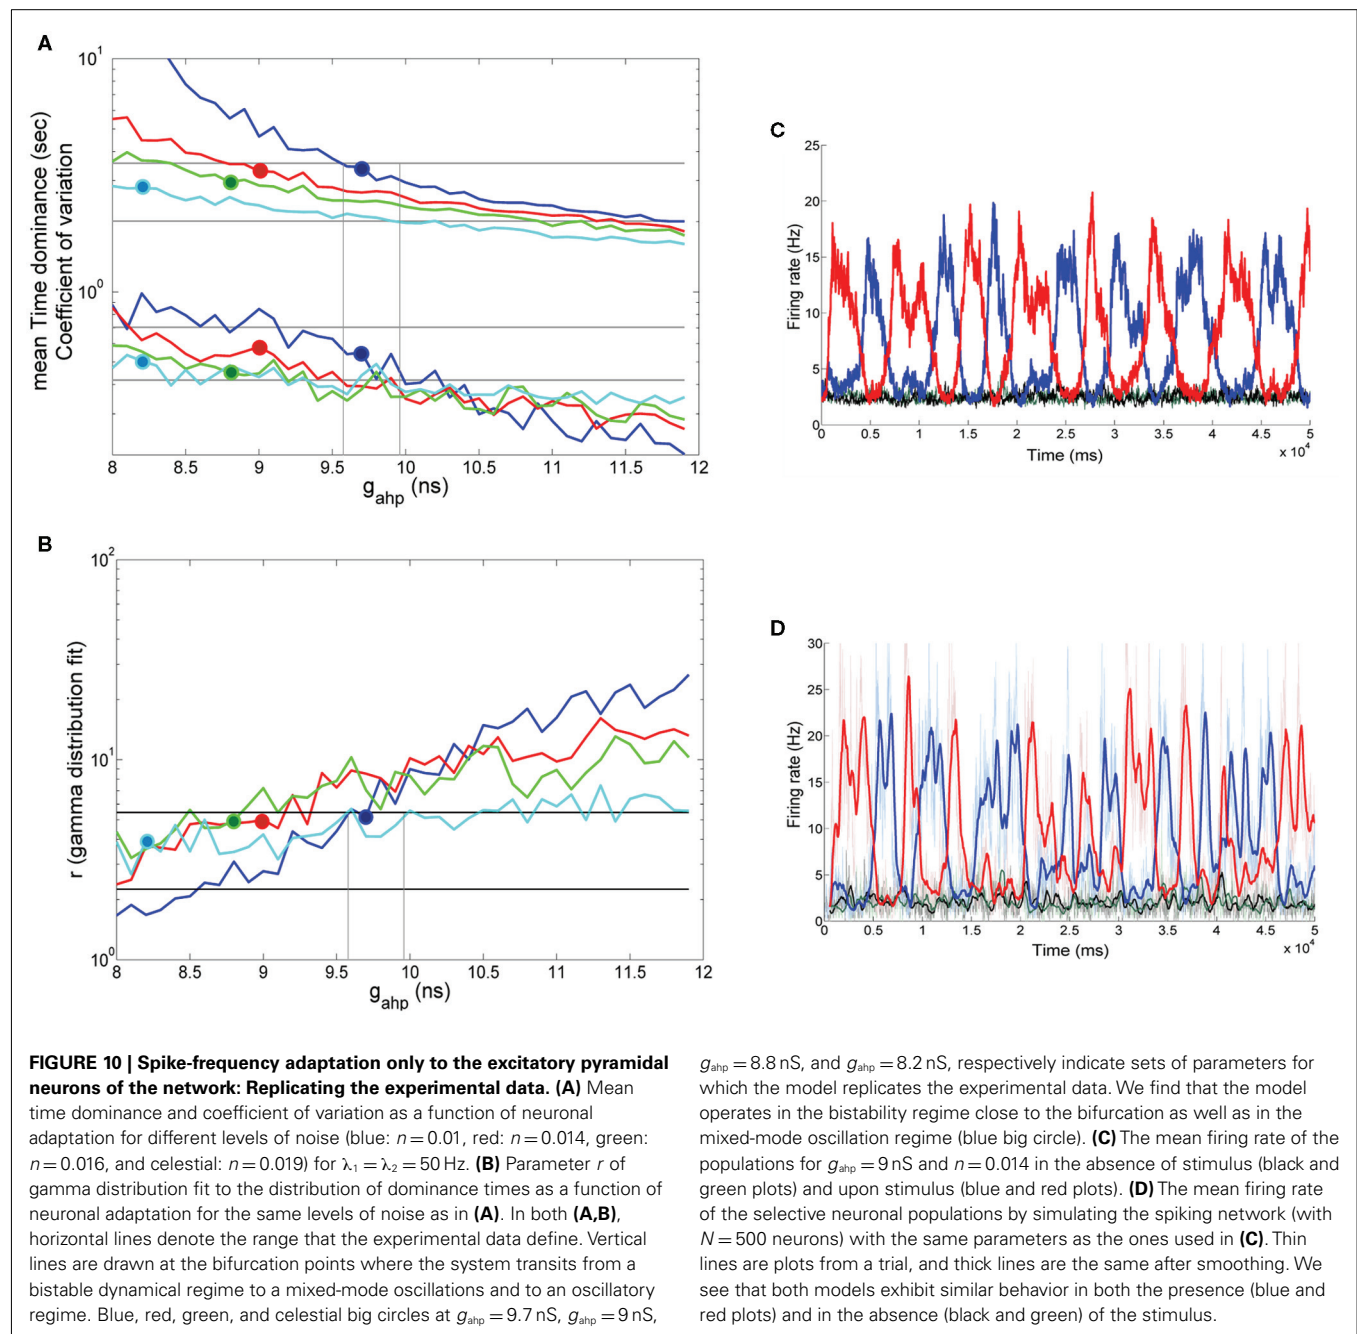 A
10¹
10⁰
mean Time dominance (sec)
Coefficient of variation
8 8.5 9 9.5 10 10.5 11 11.5 12
g_ahp (ns)
B
10²
10¹
10⁰
r (gamma distribution fit)
8 8.5 9 9.5 10 10.5 11 11.5 12
g_ahp (ns)
C
25
20
15
10
5
0
Firing rate (Hz)
0 0.5 1 1.5 2 2.5 3 3.5 4 4.5 5
x 10⁴
Time (ms)
D
30
25
20
15
10
5
0
Firing rate (Hz)
0 0.5 1 1.5 2 2.5 3 3.5 4 4.5 5
x 10⁴
Time (ms)
FIGURE 10 | Spike-frequency adaptation only to the excitatory pyramidal
neurons of the network: Replicating the experimental data. (A) Mean
time dominance and coefficient of variation as a function of neuronal
adaptation for different levels of noise (blue: n = 0.01, red: n = 0.014, green:
n = 0.016, and celestial: n = 0.019) for λ₁ = λ₂ = 50 Hz. (B) Parameter r of
gamma distribution fit to the distribution of dominance times as a function of
neuronal adaptation for the same levels of noise as in (A). In both (A,B),
horizontal lines denote the range that the experimental data define. Vertical
lines are drawn at the bifurcation points where the system transits from a
bistable dynamical regime to a mixed-mode oscillations and to an oscillatory
regime. Blue, red, green, and celestial big circles at g_ahp = 9.7 nS, g_ahp = 9 nS,
g_ahp = 8.8 nS, and g_ahp = 8.2 nS, respectively indicate sets of parameters for
which the model replicates the experimental data. We find that the model
operates in the bistability regime close to the bifurcation as well as in the
mixed-mode oscillation regime (blue big circle). (C) The mean firing rate of the
populations for g_ahp = 9 nS and n = 0.014 in the absence of stimulus (black and
green plots) and upon stimulus (blue and red plots). (D) The mean firing rate
of the selective neuronal populations by simulating the spiking network (with
N = 500 neurons) with the same parameters as the ones used in (C). Thin
lines are plots from a trial, and thick lines are the same after smoothing. We
see that both models exhibit similar behavior in both the presence (blue and
red plots) and in the absence (black and green) of the stimulus.